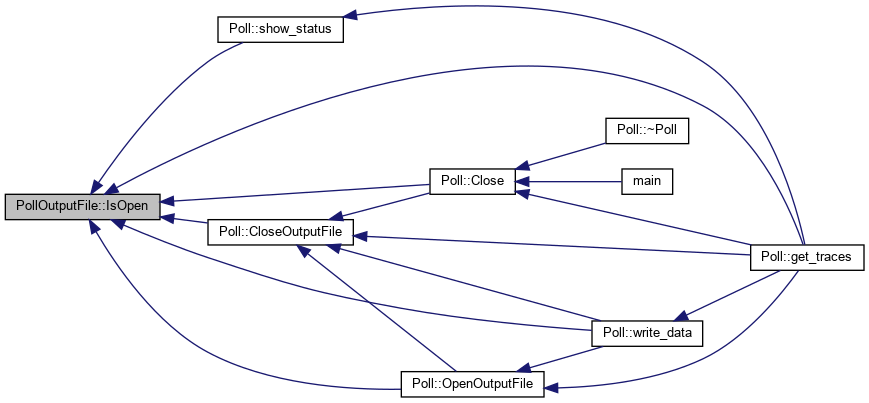 Poll::show_status
Poll::~Poll
Poll::Close
main
PollOutputFile::IsOpen
Poll::CloseOutputFile
Poll::get_traces
Poll::write_data
Poll::OpenOutputFile